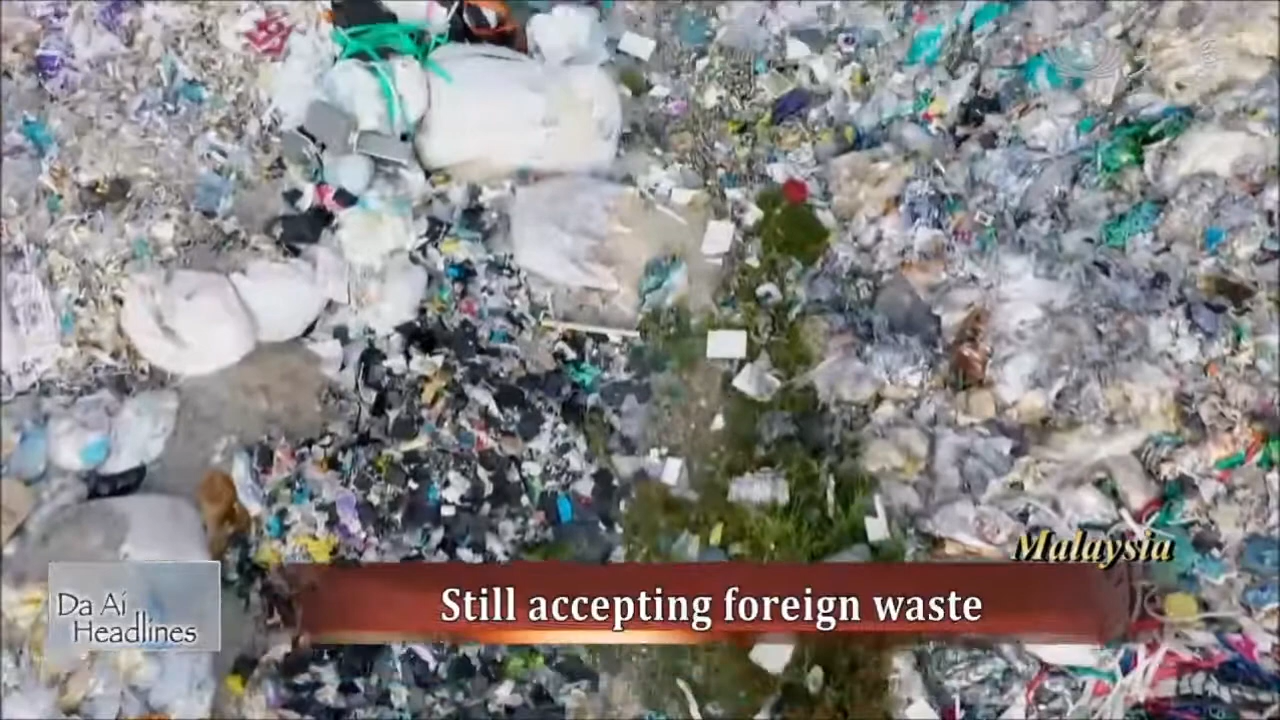 Malaysia
Still accepting foreign waste
Da Ai
Headlines